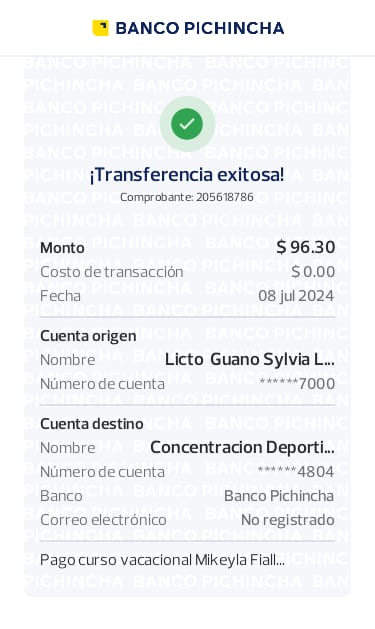 BANCO PICHINCHA
¡Transferencia exitosa!
Comprobante: 205618786
Monto $ 96.30
Costo de transacción $ 0.00
Fecha 08 jul 2024
Cuenta origen
Nombre Licto Guano Sylvia L...
Número de cuenta ******7000
Cuenta destino
Nombre Concentracion Deporti...
Número de cuenta ******4804
Banco Banco Pichincha
Correo electrónico No registrado
Pago curso vacacional Mikeyla Fiall...